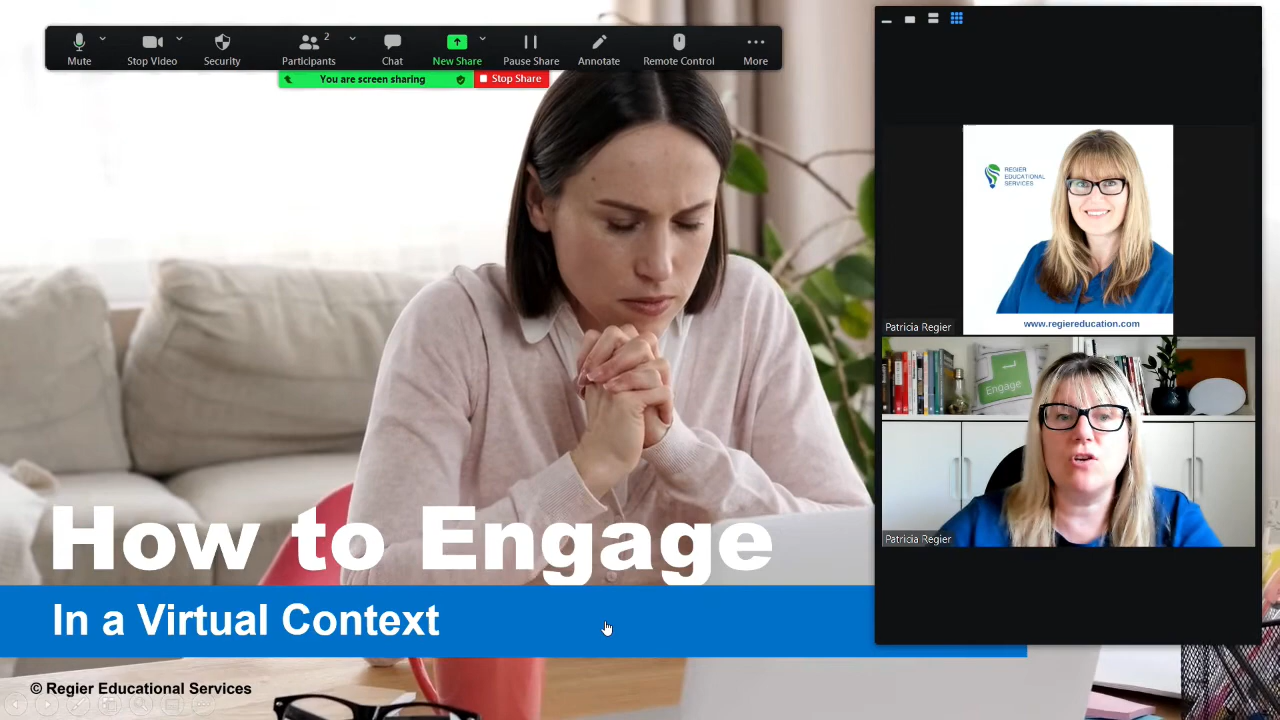 2
Mute
Stop Video
Security
Participants
Chat
New Share
Pause Share
Annotate
Remote Control
More
You are screen sharing
Stop Share
REGIER
EDUCATIONAL
SERVICES
www.regiereducation.com
Patricia Regier
Engage
Patricia Regier
How to Engage
In a Virtual Context
© Regier Educational Services